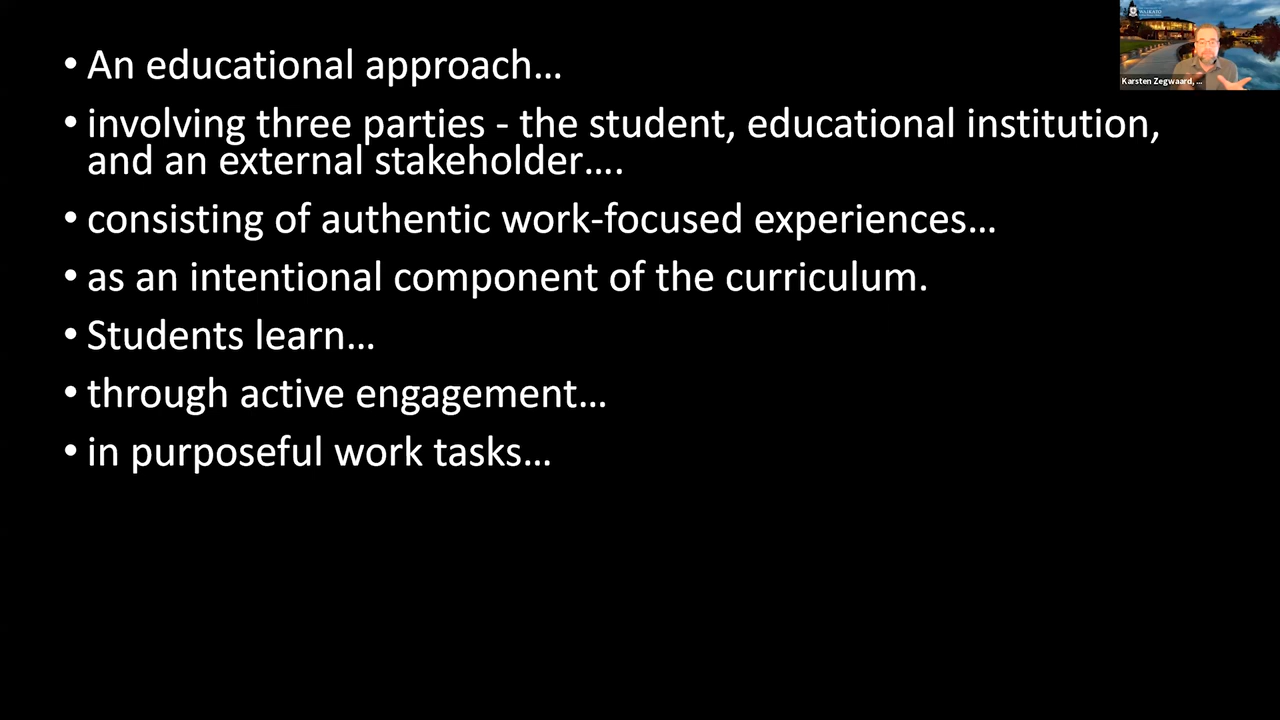 • An educational approach…
• involving three parties - the student, educational institution,
and an external stakeholder….
• consisting of authentic work-focused experiences…
• as an intentional component of the curriculum.
• Students learn…
• through active engagement…
• in purposeful work tasks…
WAIKATO
Karsten Zegwaard, ...